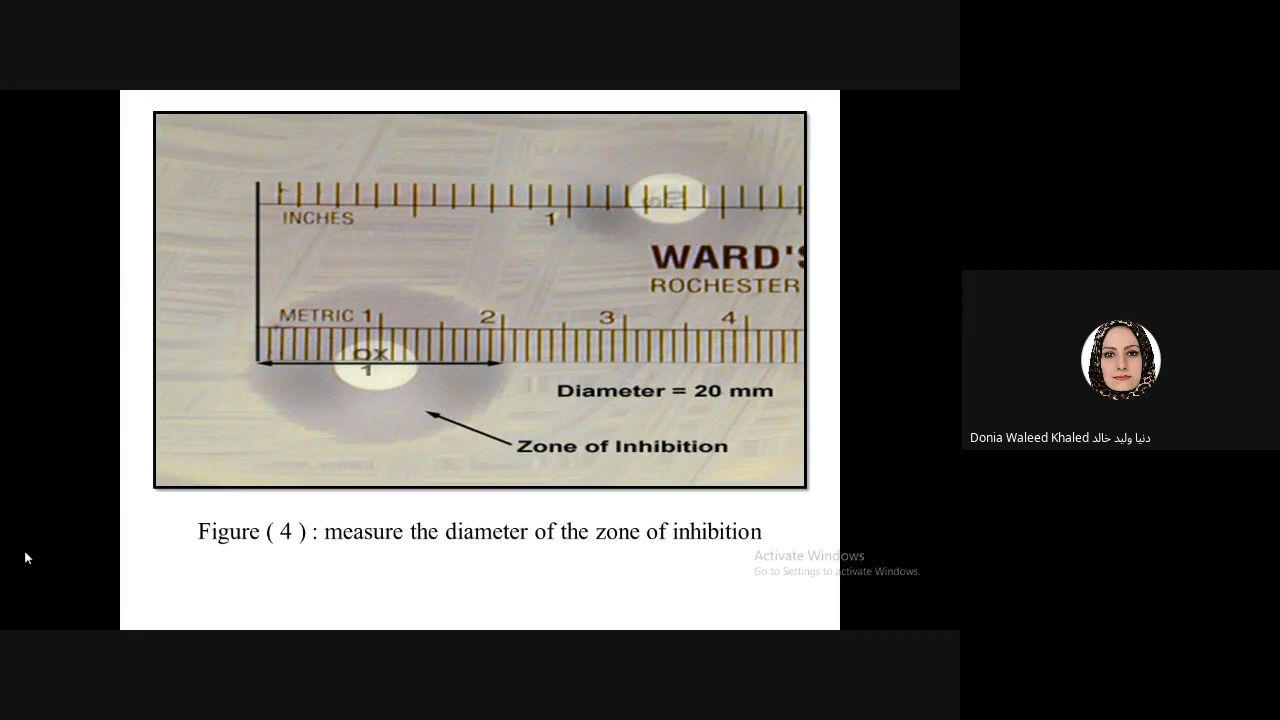 INCHES
1
WARD'S
ROCHESTER
METRIC 1 2 3 4
OX
1
Diameter = 20 mm
Zone of Inhibition
Figure ( 4 ) : measure the diameter of the zone of inhibition
Activate Windows
Go to Settings to activate Windows.
Donia Waleed Khaled دنيا وليد خالد